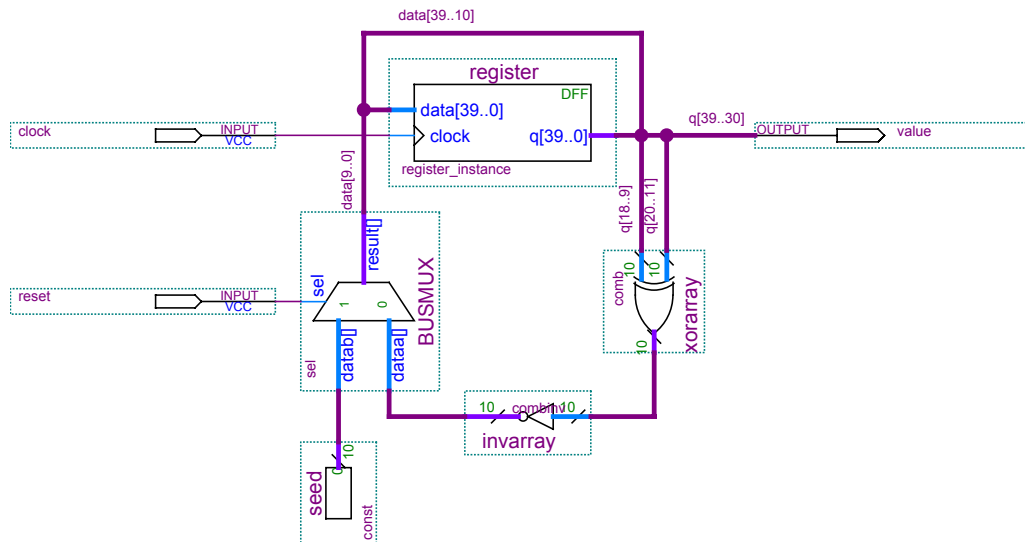 data[39..10]
register
DFF
data[39..0]
clock
q[39..0]
register_instance
clock
INPUT
VCC
q[39..30]
OUTPUT
value
data[9..0]
q[18..9]
q[20..11]
result[]
sel
1
0
BUSMUX
datab[]
dataa[]
sel
reset
INPUT
VCC
comb
10
10
10
xorarray
10
combinv
10
invarray
10
0
seed
const